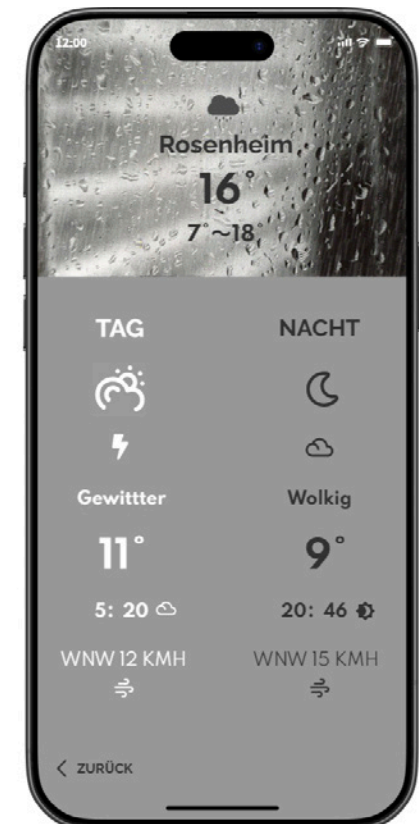 12:00
Rosenheim
16°
7°~18°
TAG
NACHT
Gewittter
Wolkig
11°
9°
5: 20
20: 46
WNW 12 KMH
WNW 15 KMH
< ZURÜCK